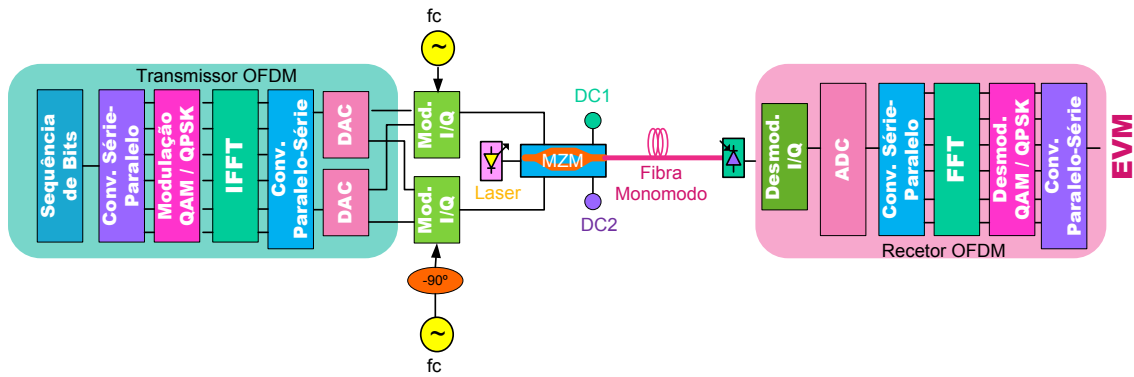 fc
~
Transmissor OFDM
Sequência
de Bits
Conv. Série-
Paralelo
Modulação
QAM / QPSK
IFFT
Conv.
Paralelo-Série
DAC
DAC
Mod.
I/Q
Mod.
I/Q
-90º
~
fc
Laser
DC1
MZM
DC2
Fibra
Monomodo
Desmod.
I/Q
ADC
Conv. Série-
Paralelo
FFT
Desmod.
QAM / QPSK
Conv.
Paralelo-Série
Recetor OFDM
EVM